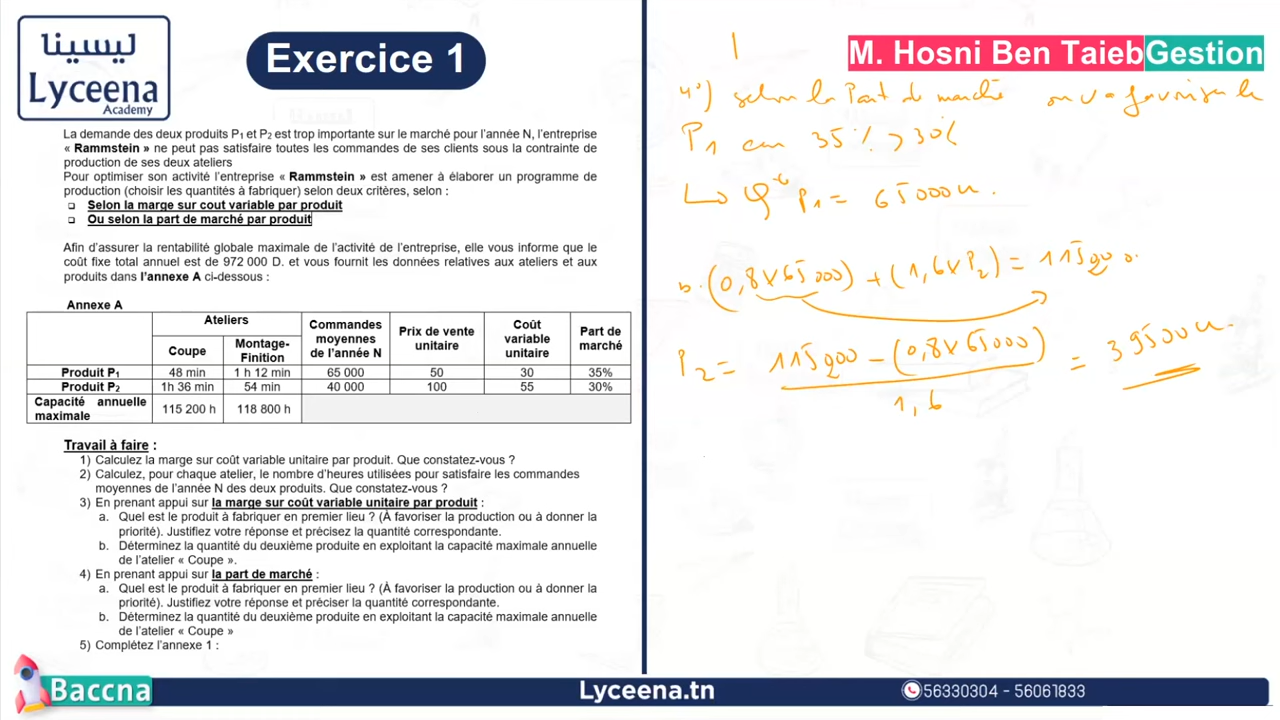 ليسينا
Lyceena
Academy
Exercice 1
La demande des deux produits P1 et P2 est trop importante sur le marché pour l'année N, l'entreprise
« Rammstein » ne peut pas satisfaire toutes les commandes de ses clients sous la contrainte de
production de ses deux ateliers
Pour optimiser son activité l'entreprise « Rammstein » est amener à élaborer un programme de
production (choisir les quantités à fabriquer) selon deux critères, selon :
❑ Selon la marge sur cout variable par produit
❑ Ou selon la part de marché par produit
Afin d'assurer la rentabilité globale maximale de l'activité de l'entreprise, elle vous informe que le
coût fixe total annuel est de 972 000 D. et vous fournit les données relatives aux ateliers et aux
produits dans l'annexe A ci-dessous :
Annexe A
Ateliers
Commandes moyennes de l'année N
Prix de vente unitaire
Coût variable unitaire
Part de marché
Coupe
Montage-Finition
Produit P1 48 min 1 h 12 min 65 000 50 30 35%
Produit P2 1h 36 min 54 min 40 000 100 55 30%
Capacité annuelle maximale 115 200 h 118 800 h
Travail à faire :
1) Calculez la marge sur coût variable unitaire par produit. Que constatez-vous ?
2) Calculez, pour chaque atelier, le nombre d'heures utilisées pour satisfaire les commandes
moyennes de l'année N des deux produits. Que constatez-vous ?
3) En prenant appui sur la marge sur coût variable unitaire par produit :
a. Quel est le produit à fabriquer en premier lieu ? (À favoriser la production ou à donner la
priorité). Justifiez votre réponse et précisez la quantité correspondante.
b. Déterminez la quantité du deuxième produite en exploitant la capacité maximale annuelle
de l'atelier « Coupe ».
4) En prenant appui sur la part de marché :
a. Quel est le produit à fabriquer en premier lieu ? (À favoriser la production ou à donner la
priorité). Justifiez votre réponse et préciser la quantité correspondante.
b. Déterminez la quantité du deuxième produite en exploitant la capacité maximale annuelle
de l'atelier « Coupe »
5) Complétez l'annexe 1 :
M. Hosni Ben Taieb Gestion
4°) selon la Part de marché on va favoriser le
P1 car 35% > 30%
P1 = 65000 u.
b. (0,8 x 65000) + (1,6 x P2) = 115200
P2 = 115200 - (0,8 x 65000) / 1,6 = 39500 u.
Baccna
Lyceena.tn
56330304 - 56061833